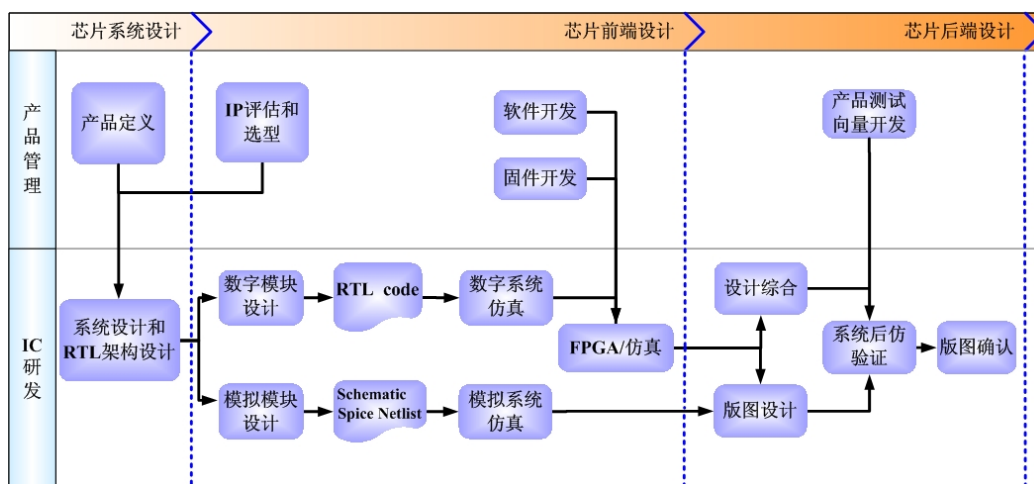 芯片系统设计
芯片前端设计
芯片后端设计
产品管理
产品定义
IP评估和
选型
软件开发
固件开发
产品测试
向量开发
IC
研发
系统设计和
RTL架构设计
数字模块
设计
RTL code
数字系统
仿真
FPGA/仿真
设计综合
系统后仿
验证
版图确认
模拟模块
设计
Schematic
Spice Netlist
模拟系统
仿真
版图设计